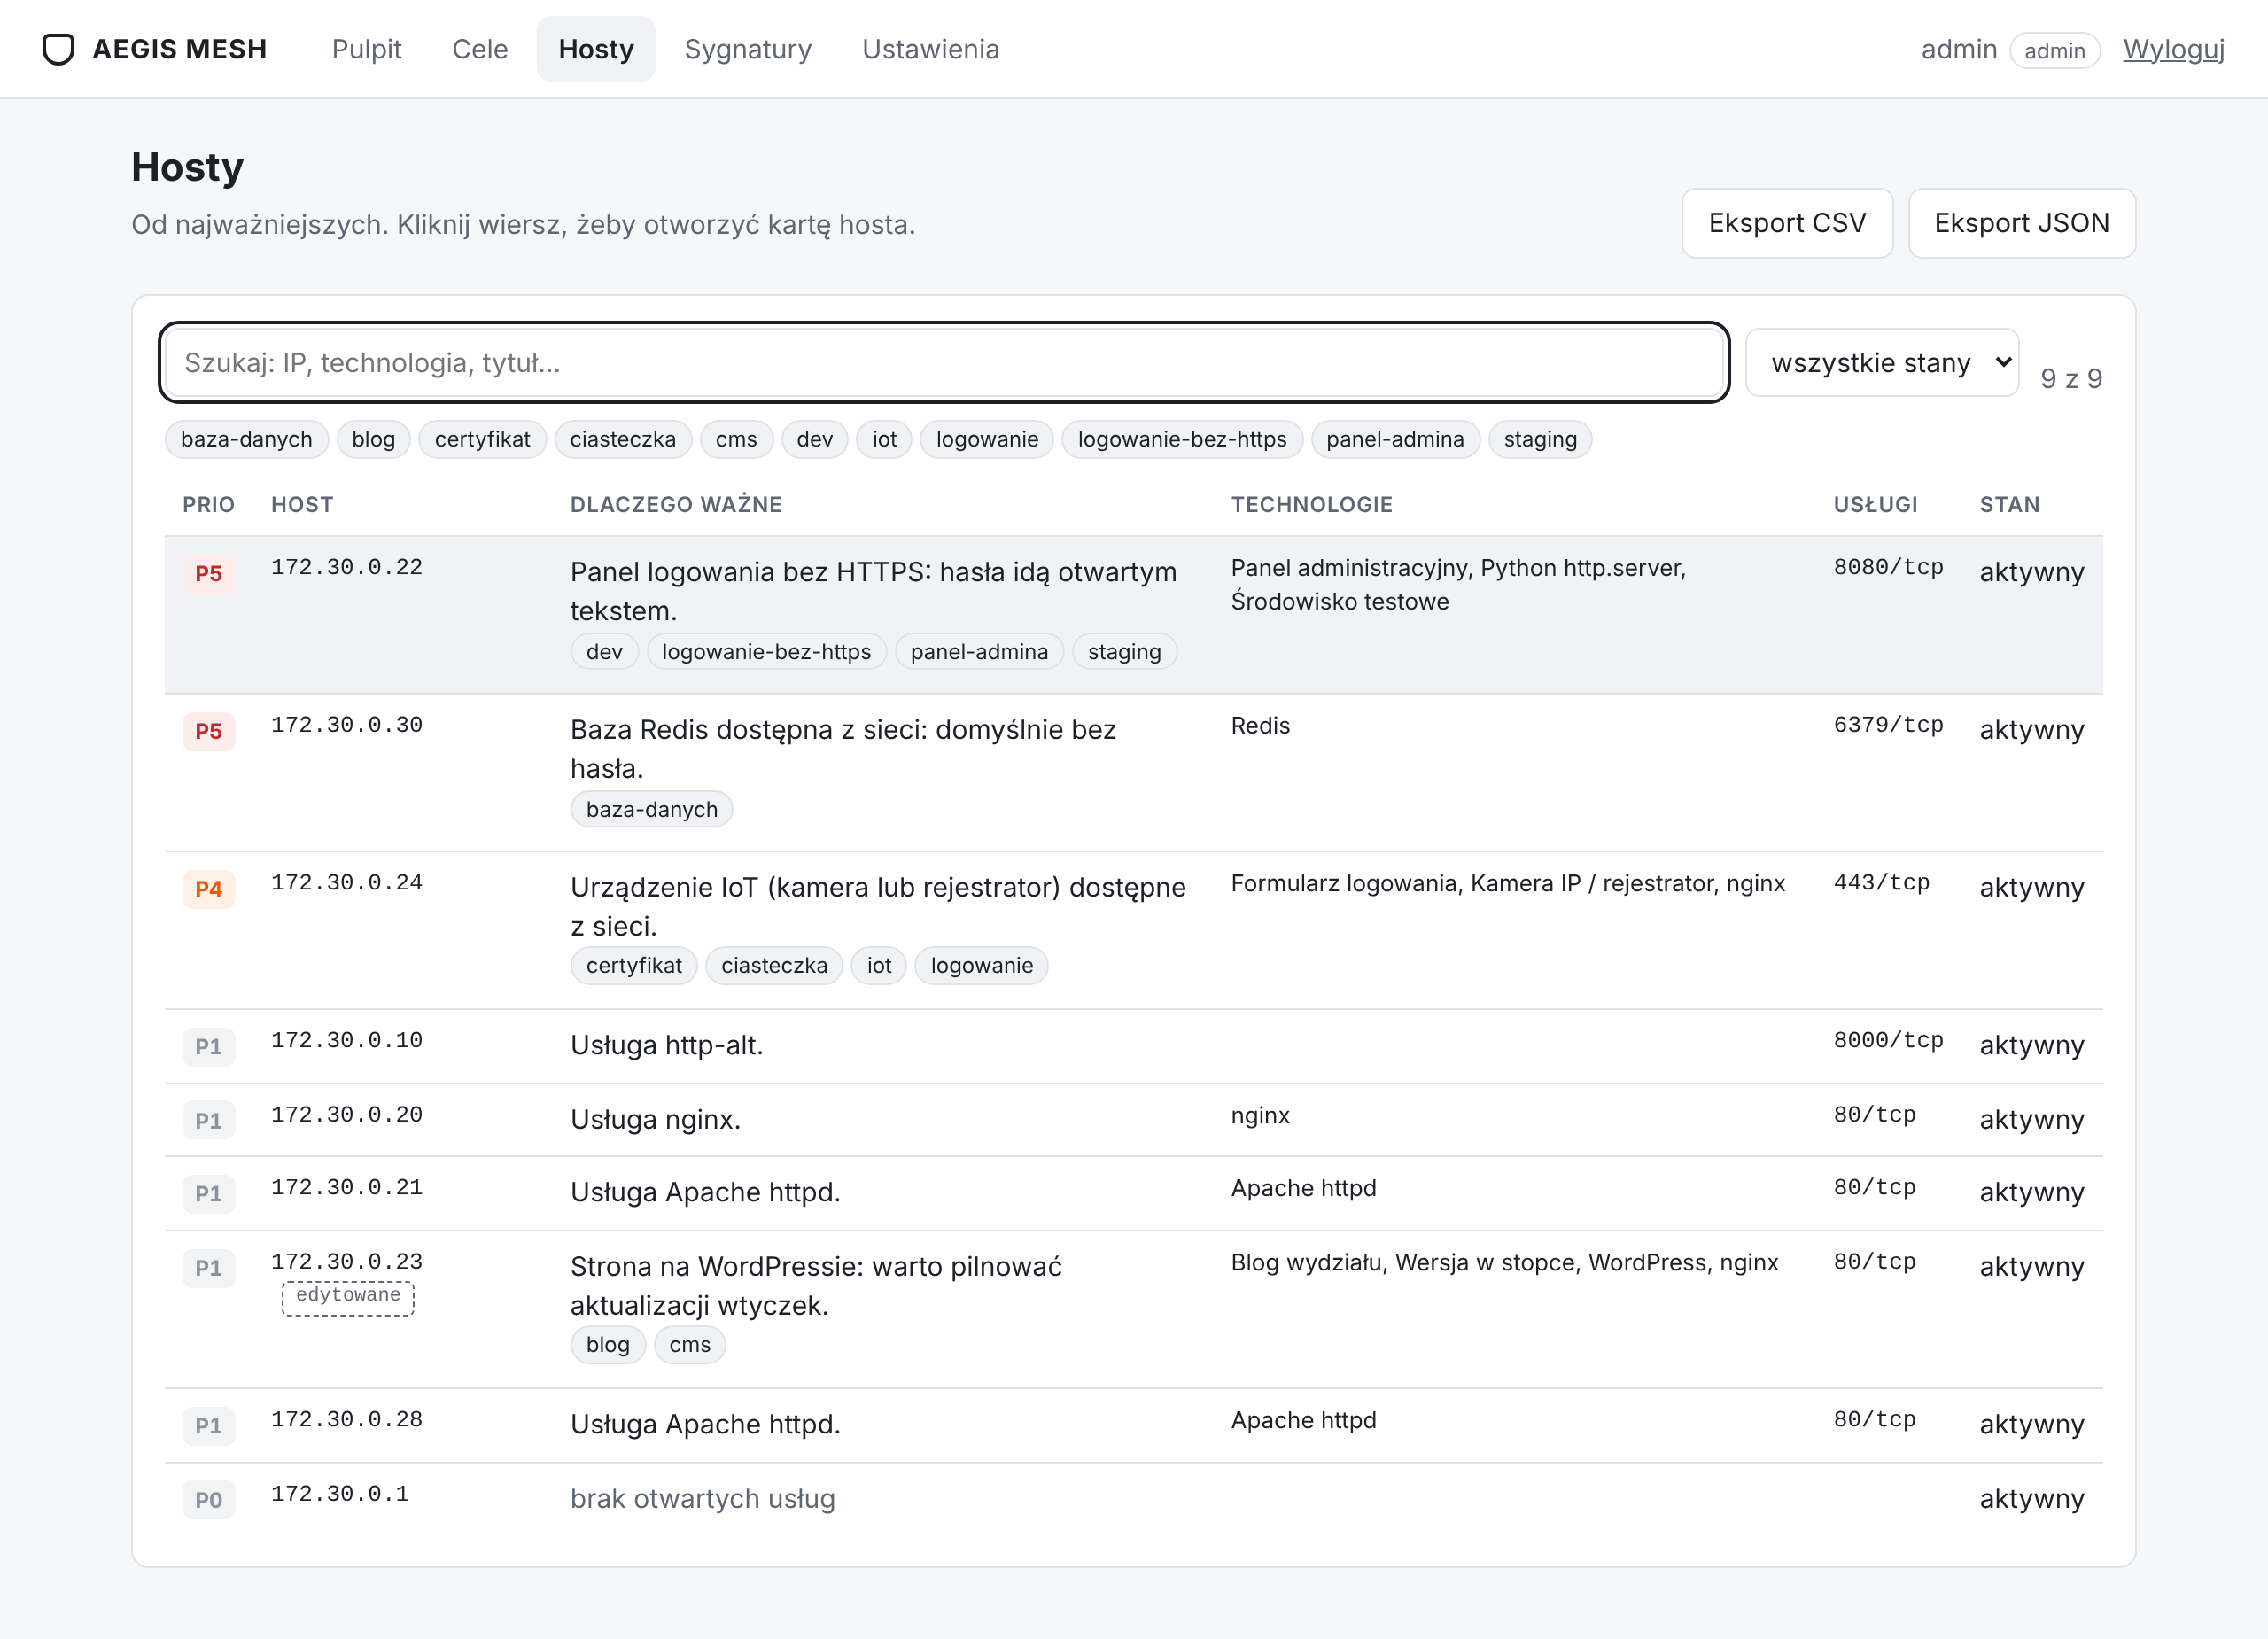 AEGIS MESH Pulpit Cele Hosty Sygnatury Ustawienia admin admin Wyloguj
Hosty
Od najważniejszych. Kliknij wiersz, żeby otworzyć kartę hosta.
Eksport CSV Eksport JSON
Szukaj: IP, technologia, tytuł... wszystkie stany 9 z 9
baza-danych blog certyfikat ciasteczka cms dev iot logowanie logowanie-bez-https panel-admina staging
PRIO HOST DLACZEGO WAŻNE TECHNOLOGIE USŁUGI STAN
P5 172.30.0.22 Panel logowania bez HTTPS: hasła idą otwartym Panel administracyjny, Python http.server, 8080/tcp aktywny
tekstem. Środowisko testowe
dev logowanie-bez-https panel-admina staging
P5 172.30.0.30 Baza Redis dostępna z sieci: domyślnie bez Redis 6379/tcp aktywny
hasła.
baza-danych
P4 172.30.0.24 Urządzenie IoT (kamera lub rejestrator) dostępne Formularz logowania, Kamera IP / rejestrator, nginx 443/tcp aktywny
z sieci.
certyfikat ciasteczka iot logowanie
P1 172.30.0.10 Usługa http-alt. 8000/tcp aktywny
P1 172.30.0.20 Usługa nginx. nginx 80/tcp aktywny
P1 172.30.0.21 Usługa Apache httpd. Apache httpd 80/tcp aktywny
P1 172.30.0.23 Strona na WordPressie: warto pilnować Blog wydziału, Wersja w stopce, WordPress, nginx 80/tcp aktywny
edytowane aktualizacji wtyczek.
blog cms
P1 172.30.0.28 Usługa Apache httpd. Apache httpd 80/tcp aktywny
P0 172.30.0.1 brak otwartych usług aktywny